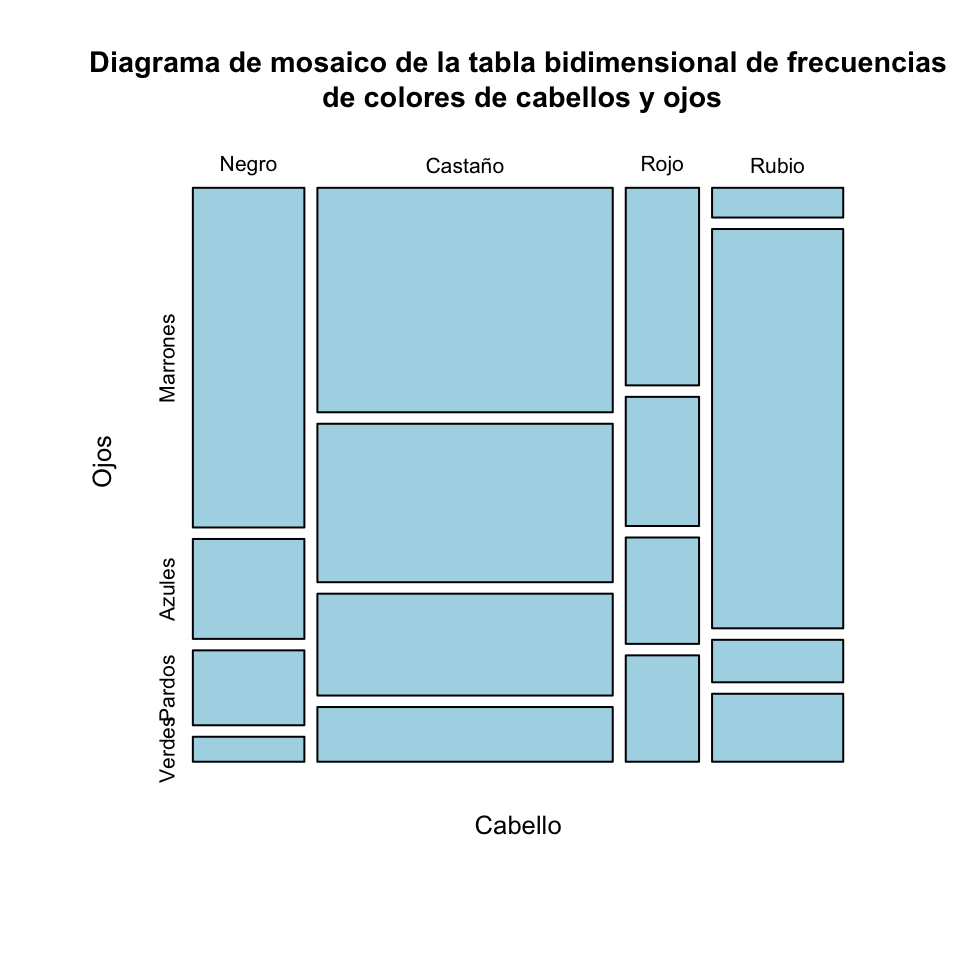 Diagrama de mosaico de la tabla bidimensional de frecuencias
de colores de cabellos y ojos
Negro
Castaño
Rojo
Rubio
Marrones
Azules
Pardos
Verdes
Ojos
Cabello